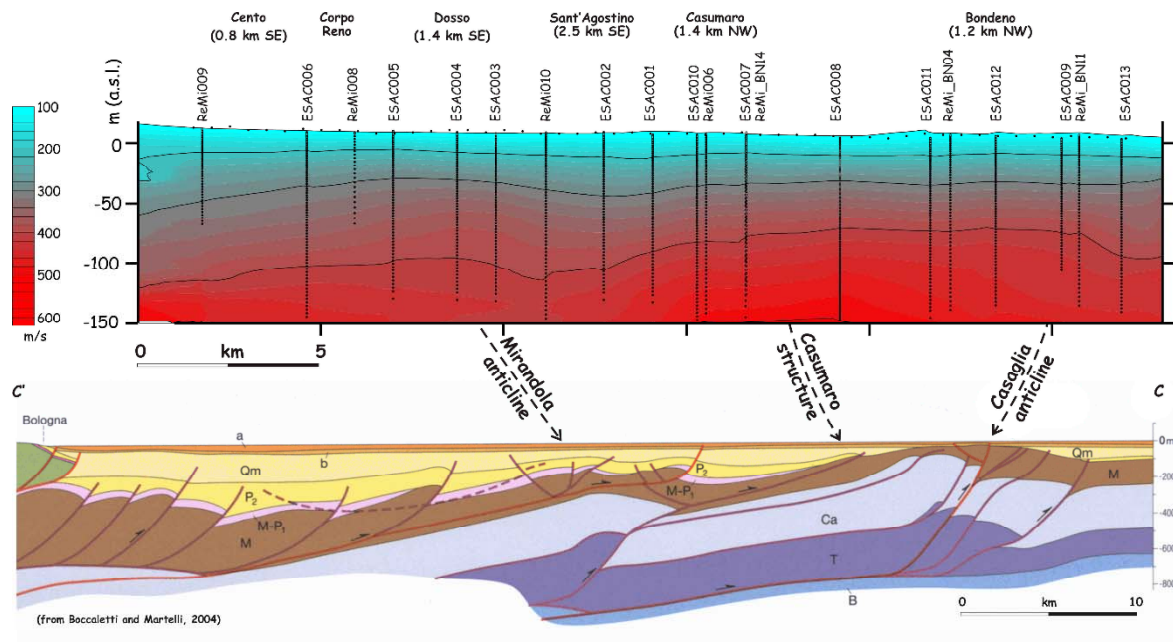 Cento
(0.8 km SE)
Corpo
Reno
Dosso
(1.4 km SE)
Sant'Agostino
(2.5 km SE)
Casumaro
(1.4 km NW)
Bondeno
(1.2 km NW)
m (a.s.l.)
ReMi009
ESAC006
ReMi008
ESAC005
ESAC004
ESAC003
ReMi010
ESAC002
ESAC001
ESAC010
ReMi006
ESAC007
ReMi_BN14
ESAC008
ESAC011
ReMi_BN04
ESAC012
ESAC009
ReMi_BN11
ESAC013
100
200
300
400
500
600
m/s
0
-50
-100
-150
0 km 5
Mirandola
anticline
Casumaro
structure
Casaglia
anticline
C' C
Bologna
a
b
Qm
P2
M-P1
M
P2
M-P1
Ca
T
B
Qm
M
0m
-200
-400
-600
-800
0 km 10
(from Boccaletti and Martelli, 2004)